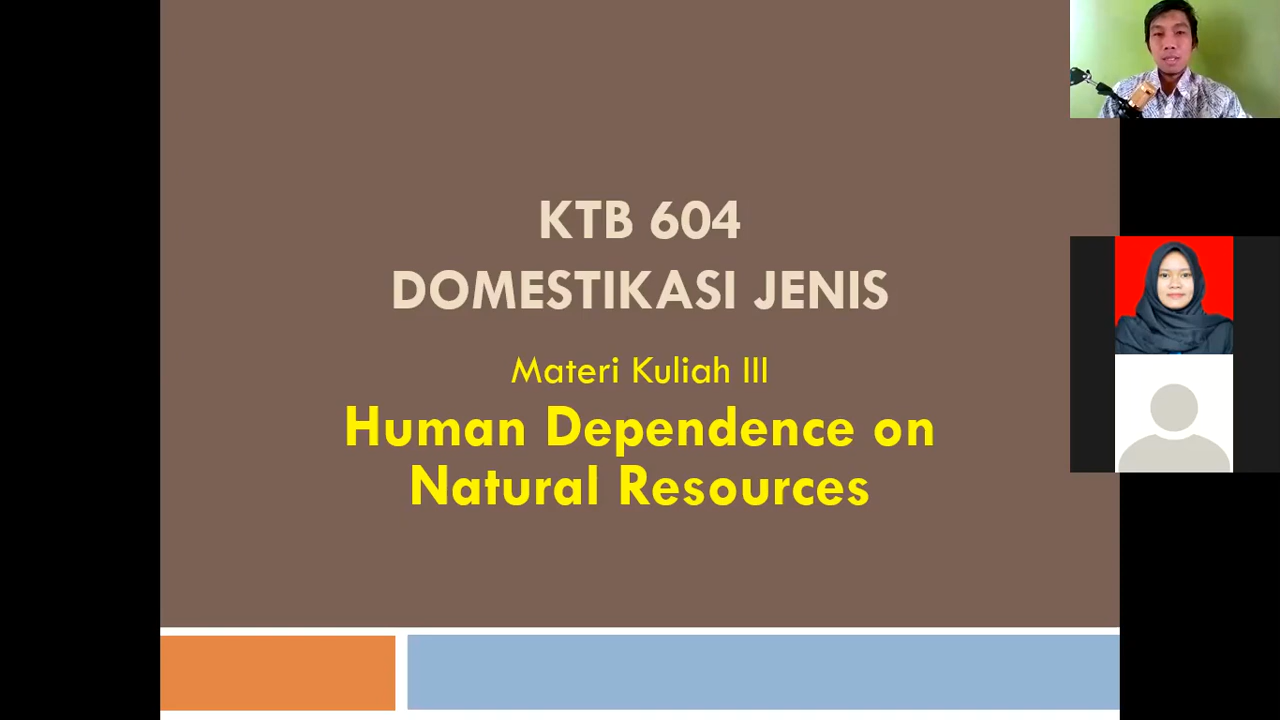 KTB 604
DOMESTIKASI JENIS
Materi Kuliah III
Human Dependence on
Natural Resources